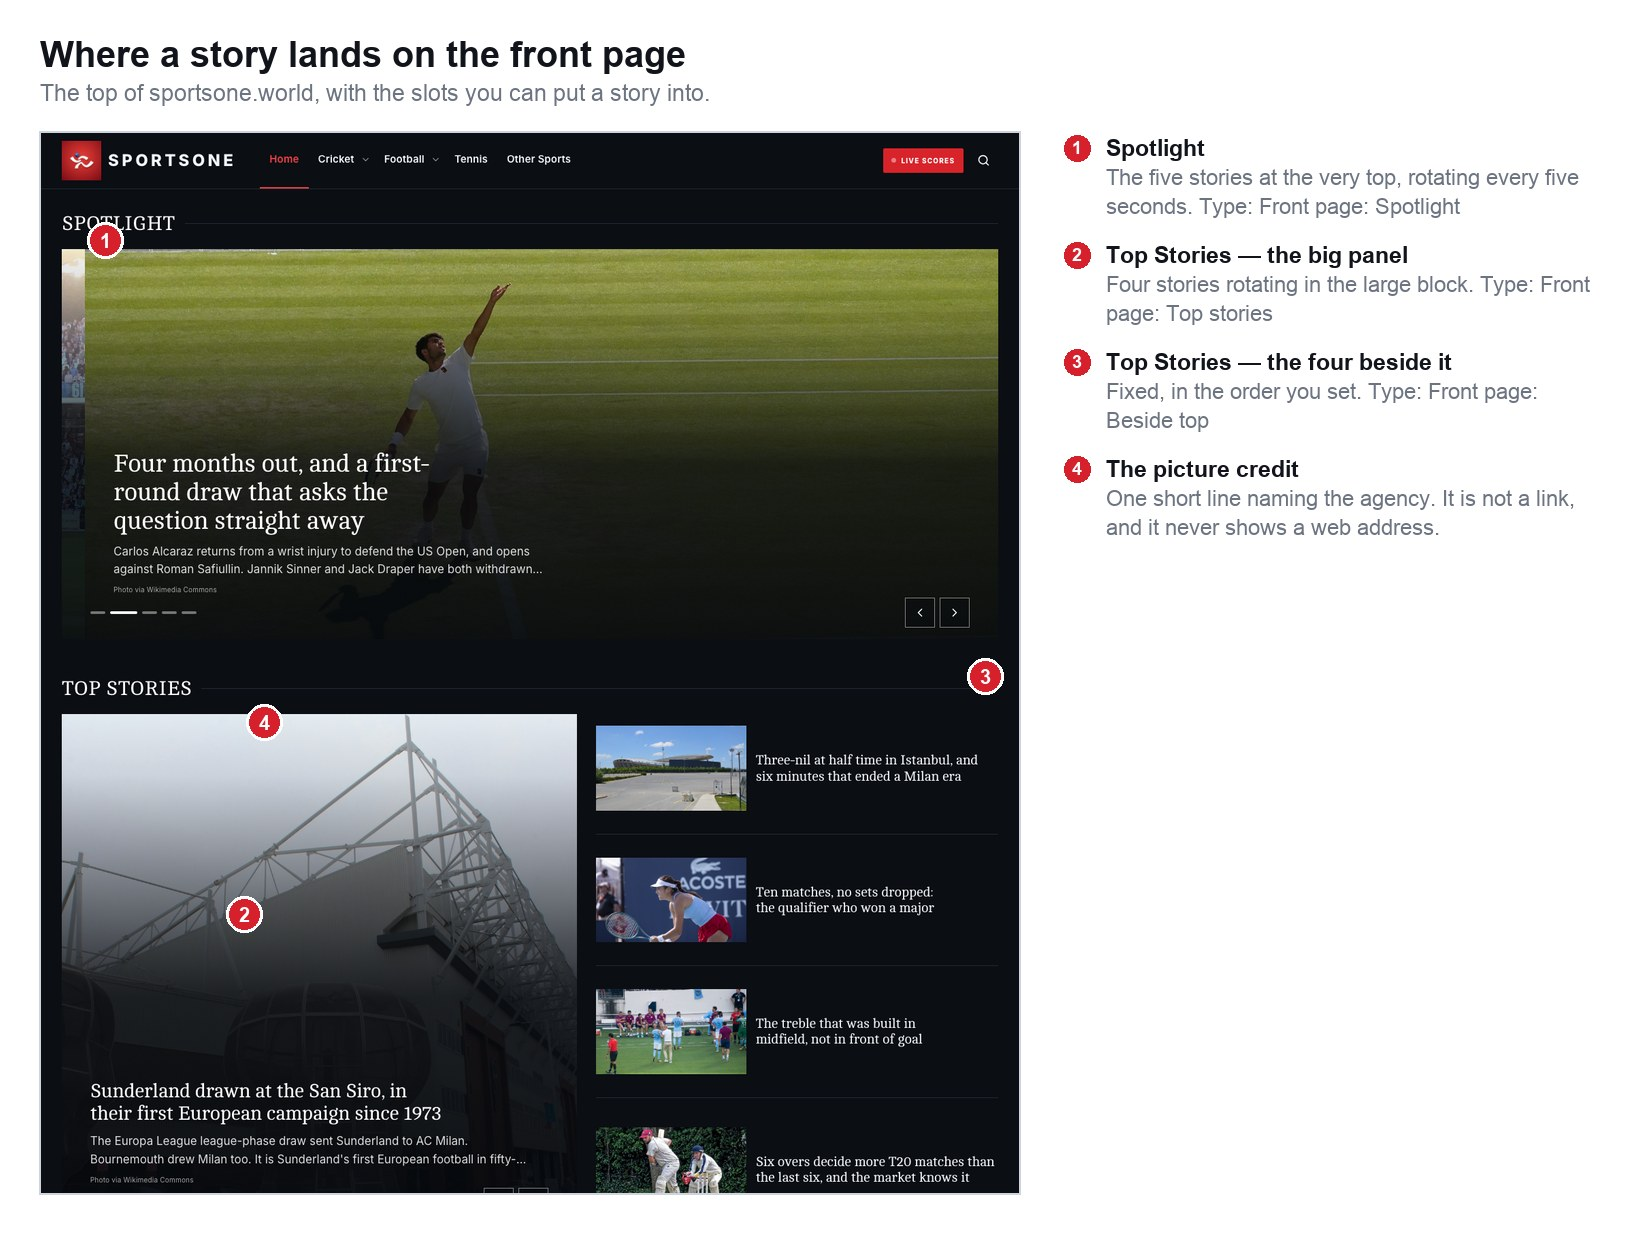 Where a story lands on the front page
The top of sportsone.world, with the slots you can put a story into.
SPORTSONE
Home
Cricket
Football
Tennis
Other Sports
LIVE SCORES
SPOTLIGHT
1
Four months out, and a first-
round draw that asks the
question straight away
Carlos Alcaraz returns from a wrist injury to defend the US Open, and opens
against Roman Safiullin. Jannik Sinner and Jack Draper have both withdrawn...
Photo via Wikimedia Commons
3
TOP STORIES
4
2
Sunderland drawn at the San Siro, in
their first European campaign since 1973
The Europa League league-phase draw sent Sunderland to AC Milan.
Bournemouth drew Milan too. It is Sunderland's first European football in fifty-...
Photo via Wikimedia Commons
Three-nil at half time in Istanbul, and
six minutes that ended a Milan era
ACOSTE
Ten matches, no sets dropped:
the qualifier who won a major
The treble that was built in
midfield, not in front of goal
Six overs decide more T20 matches than
the last six, and the market knows it
1 Spotlight
The five stories at the very top, rotating every five
seconds. Type: Front page: Spotlight
2 Top Stories — the big panel
Four stories rotating in the large block. Type: Front
page: Top stories
3 Top Stories — the four beside it
Fixed, in the order you set. Type: Front page:
Beside top
4 The picture credit
One short line naming the agency. It is not a link,
and it never shows a web address.